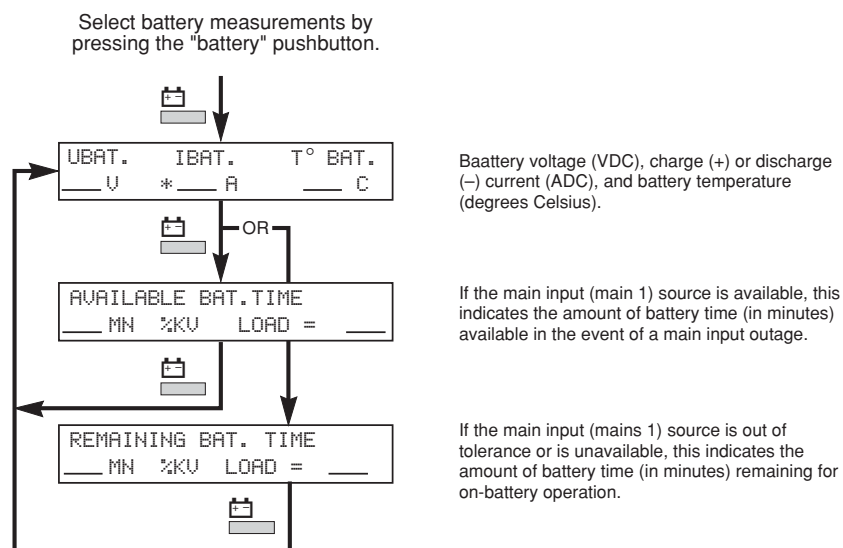 Select battery measurements by
pressing the "battery" pushbutton.
+ −
UBAT. IBAT. T° BAT.
___ V *___ A ___ C
Baattery voltage (VDC), charge (+) or discharge
(–) current (ADC), and battery temperature
(degrees Celsius).
+ −
OR
AVAILABLE BAT.TIME
___ MN %KV LOAD = ___
If the main input (main 1) source is available, this
indicates the amount of battery time (in minutes)
available in the event of a main input outage.
+ −
REMAINING BAT. TIME
___ MN %KV LOAD = ___
If the main input (mains 1) source is out of
tolerance or is unavailable, this indicates the
amount of battery time (in minutes) remaining for
on-battery operation.
+ −